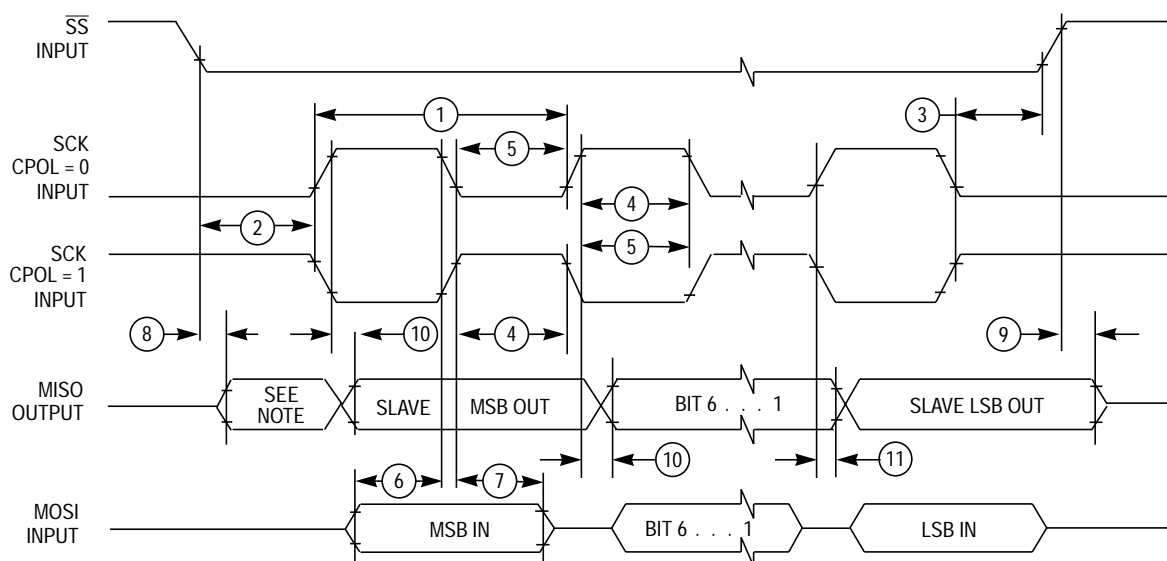 SS
INPUT
1
3
SCK
CPOL = 0
INPUT
5
4
2
5
SCK
CPOL = 1
INPUT
8
10
4
9
MISO
OUTPUT
SEE
NOTE
SLAVE
MSB OUT
BIT 6 . . . 1
SLAVE LSB OUT
10
11
6
7
MOSI
INPUT
MSB IN
BIT 6 . . . 1
LSB IN